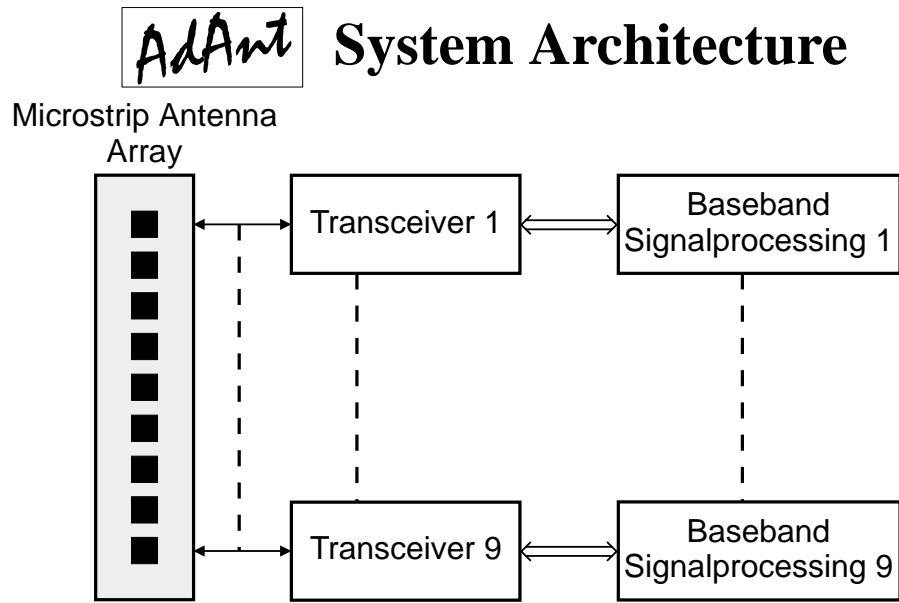 AdAnt System Architecture
Microstrip Antenna
Array
Transceiver 1
Baseband
Signalprocessing 1
Transceiver 9
Baseband
Signalprocessing 9